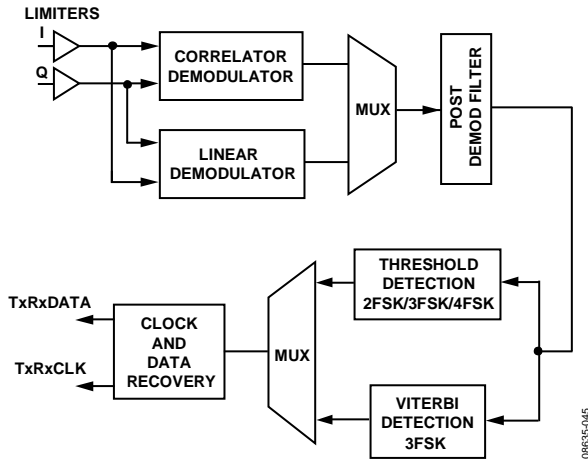 LIMITERS
I
Q
CORRELATOR
DEMODULATOR
LINEAR
DEMODULATOR
MUX
POST
DEMOD FILTER
THRESHOLD
DETECTION
2FSK/3FSK/4FSK
VITERBI
DETECTION
3FSK
MUX
CLOCK
AND
DATA
RECOVERY
TxRxDATA
TxRxCLK
08635-045